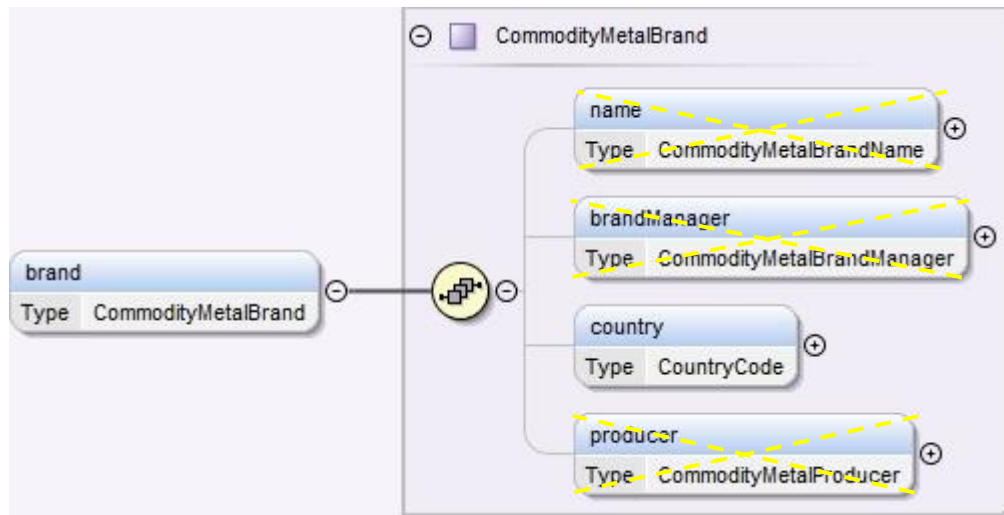 CommodityMetalBrand
name
Type CommodityMetalBrandName
brandManager
Type CommodityMetalBrandManager
brand
Type CommodityMetalBrand
country
Type CountryCode
producer
Type CommodityMetalProducer